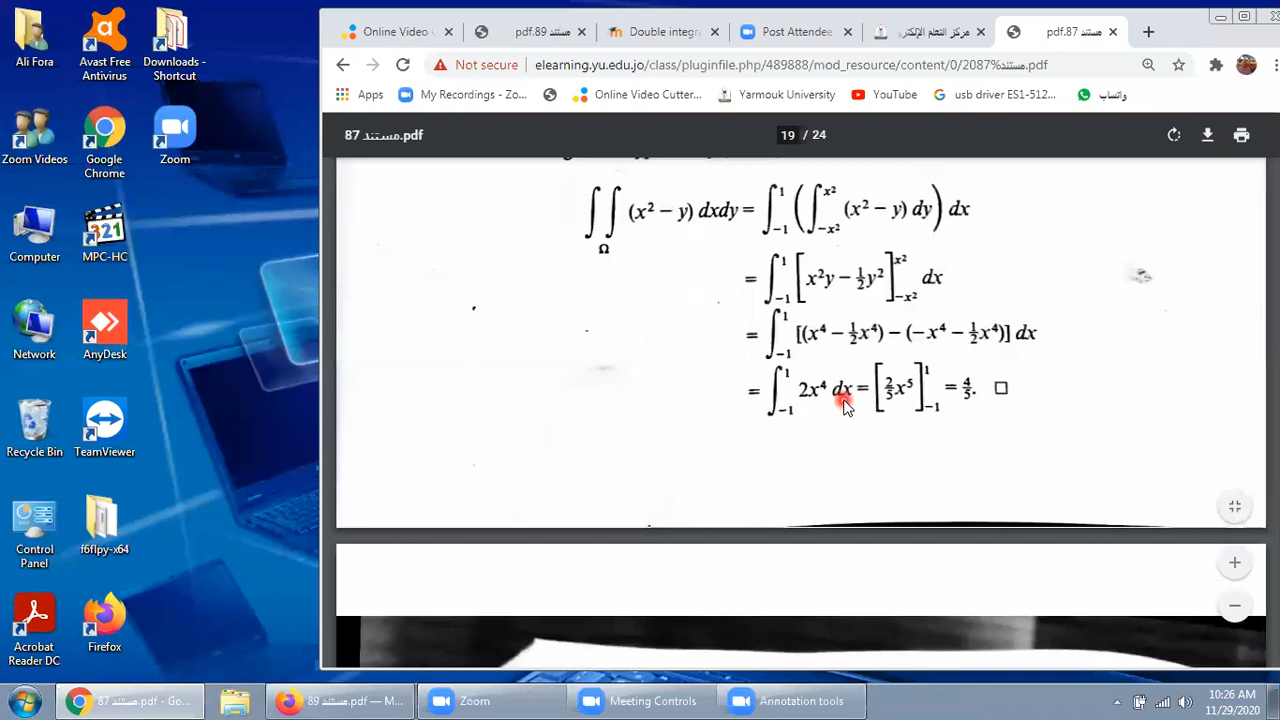 Ali Fora
Avast Free Antivirus
Downloads - Shortcut
Zoom Videos
Google Chrome
Zoom
Computer
MPC-HC
321
Network
AnyDesk
Recycle Bin
TeamViewer
Control Panel
f6flpy-x64
Acrobat Reader DC
Firefox
Online Video
مستند 89.pdf
Double integr
Post Attendee
مركز التعلم الإلكتر
مستند 87.pdf
Not secure
elearning.yu.edu.jo/class/pluginfile.php/489888/mod_resource/content/0/2087%مستند.pdf
Apps
My Recordings - Zo...
Online Video Cutter...
Yarmouk University
YouTube
usb driver ES1-512...
واتساب
87 مستند.pdf
19 / 24
∫∫_Ω (x² − y) dxdy = ∫_{-1}^{1} (∫_{-x²}^{x²} (x² − y) dy) dx
= ∫_{-1}^{1} [x²y − ½y²]_{-x²}^{x²} dx
= ∫_{-1}^{1} [(x⁴ − ½x⁴) − (−x⁴ − ½x⁴)] dx
= ∫_{-1}^{1} 2x⁴ dx = [⅖x⁵]_{-1}^{1} = ⅘. □
87 مستند.pdf - Go...
89 مستند.pdf — M...
Zoom
Meeting Controls
Annotation tools
10:26 AM
11/29/2020